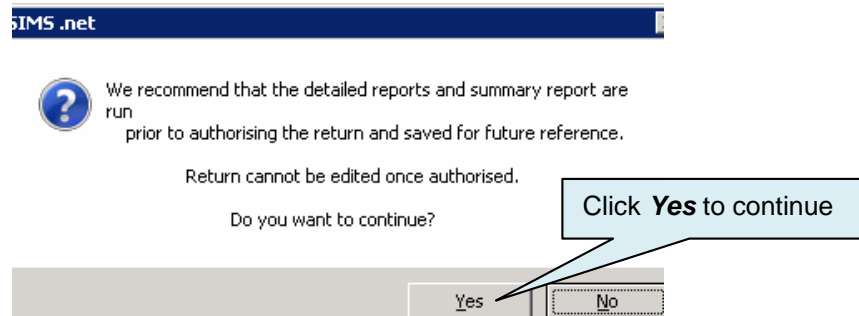 SIMS .net
We recommend that the detailed reports and summary report are
run
prior to authorising the return and saved for future reference.
Return cannot be edited once authorised.
Do you want to continue?
Click Yes to continue
Yes No